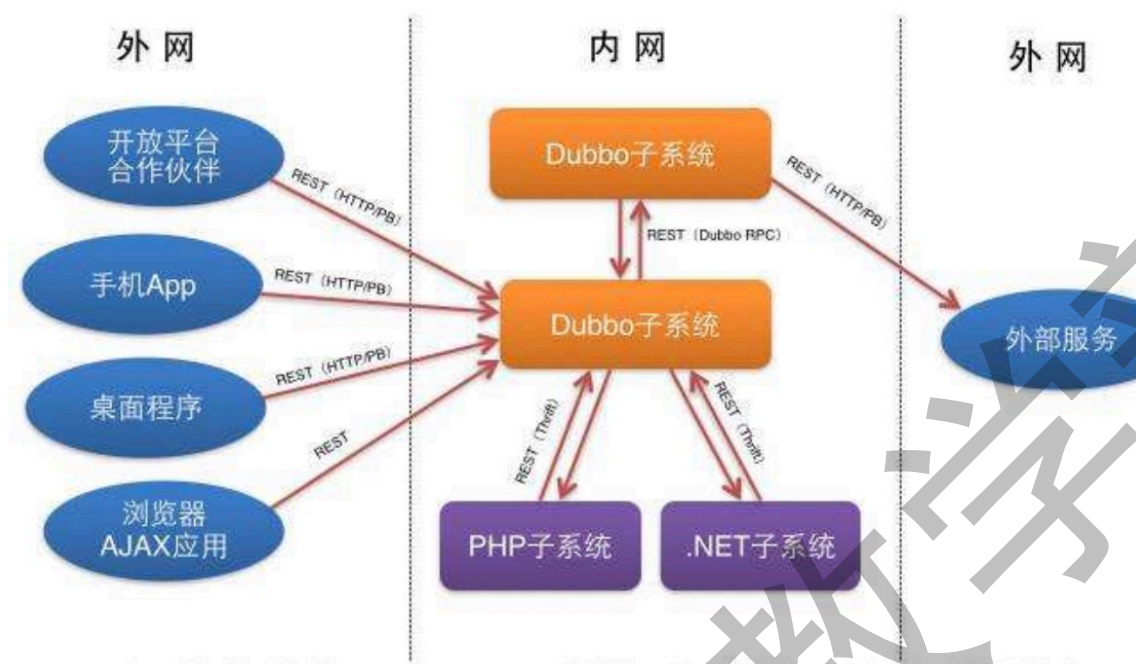 外网
内网
外网
开放平台
合作伙伴
REST（HTTP/PB）
手机App
REST（HTTP/PB）
桌面程序
REST（HTTP/PB）
浏览器
AJAX应用
REST
Dubbo子系统
REST（Dubbo RPC）
Dubbo子系统
REST（Thrift）
REST（Thrift）
PHP子系统
.NET子系统
REST（HTTP/PB）
外部服务
教学